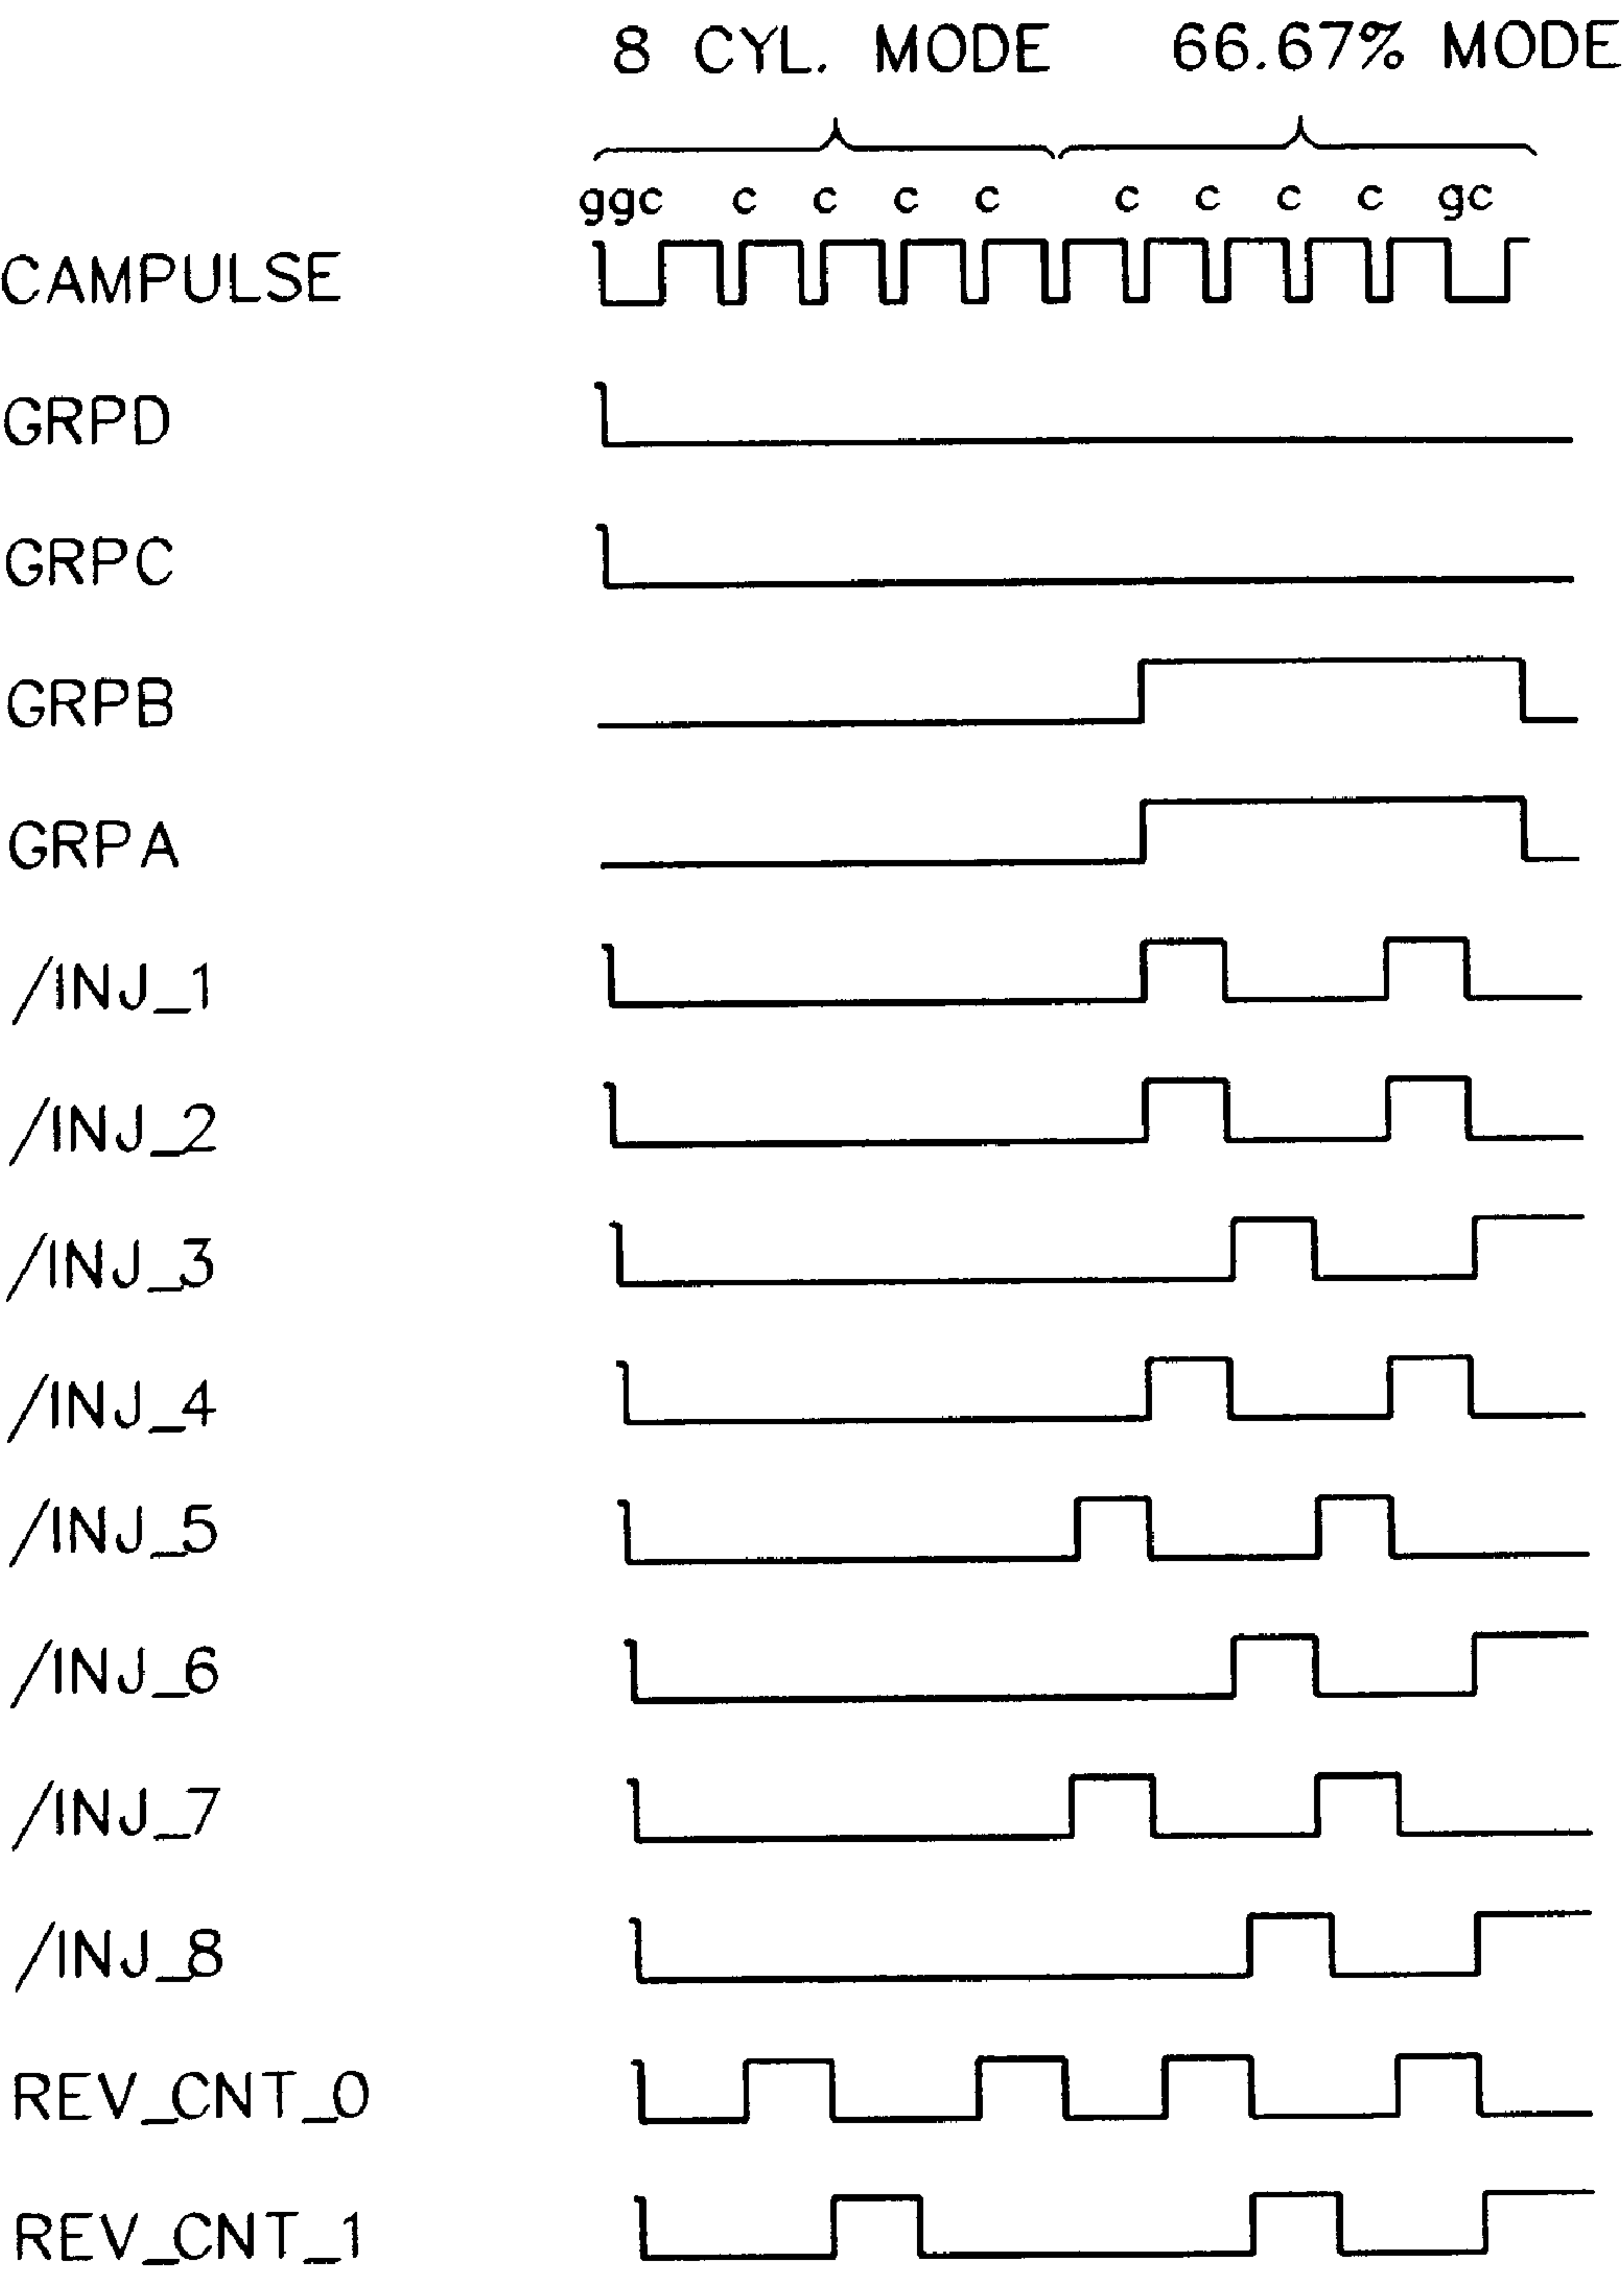 8 CYL. MODE 66.67% MODE
ggc c c c c c c c c gc
CAMPULSE
GRPD
GRPC
GRPB
GRPA
/INJ_1
/INJ_2
/INJ_3
/INJ_4
/INJ_5
/INJ_6
/INJ_7
/INJ_8
REV_CNT_0
REV_CNT_1